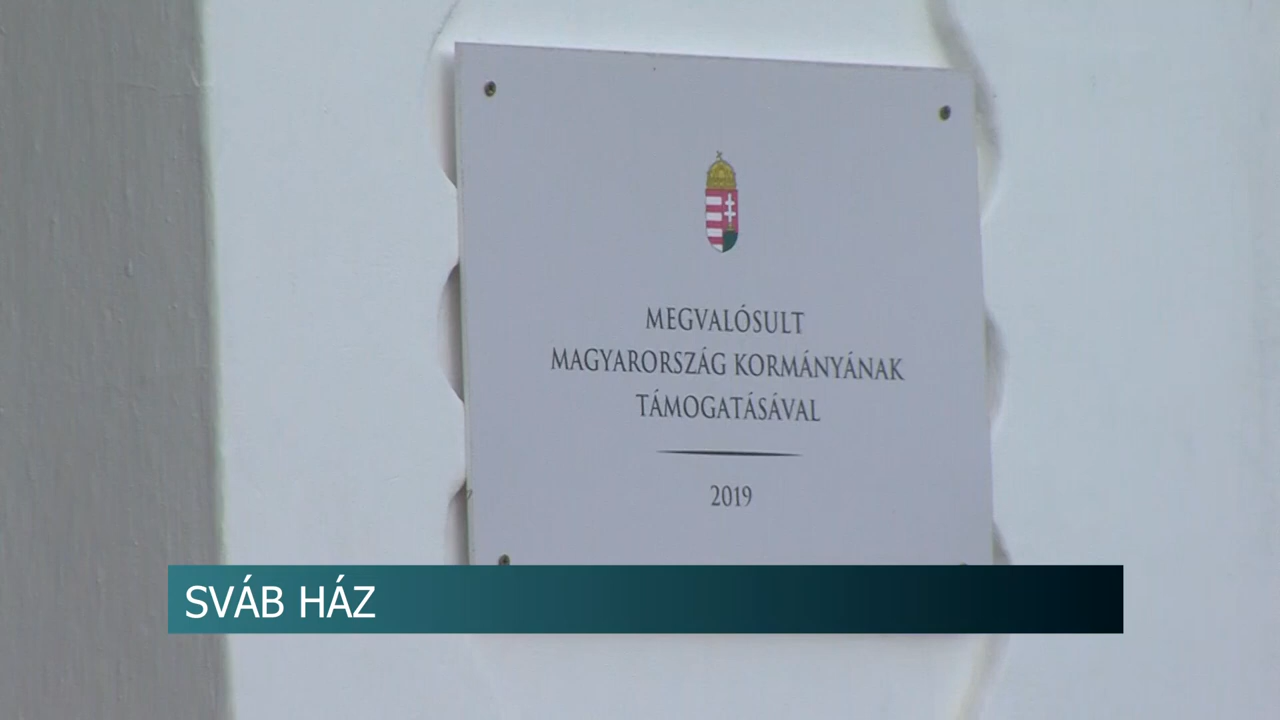 MEGVALÓSULT
MAGYARORSZÁG KORMÁNYÁNAK
TÁMOGATÁSÁVAL
2019
SVÁB HÁZ